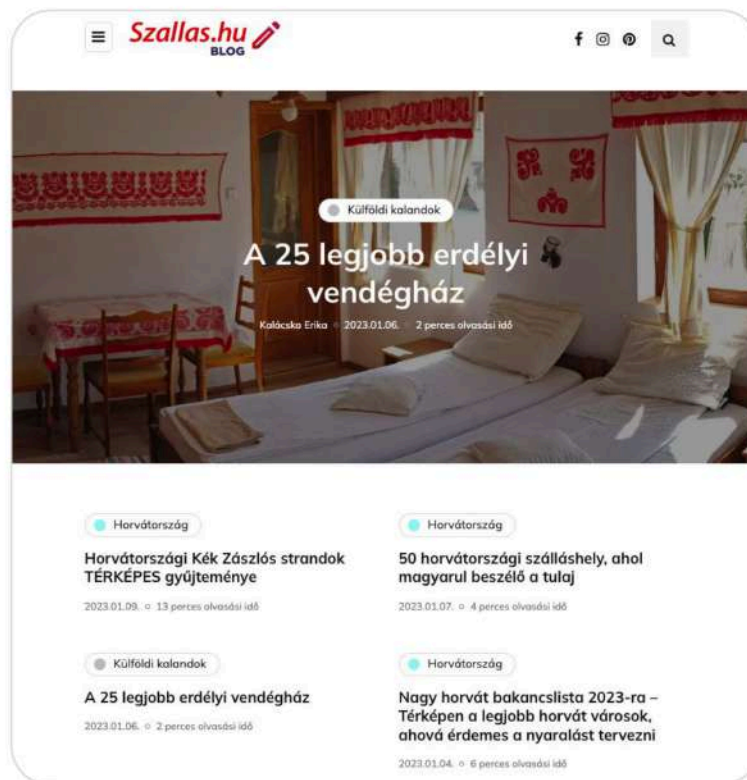 Szallas.hu
BLOG
Külföldi kalandok
A 25 legjobb erdélyi
vendégház
Kalácska Erika 2023.01.06. 2 perces olvasási idő
Horvátország
Horvátországi Kék Zászlós strandok
TÉRKÉPES gyűjteménye
2023.01.09. 13 perces olvasási idő
Horvátország
50 horvátországi szálláshely, ahol
magyarul beszélő a tulaj
2023.01.07. 4 perces olvasási idő
Külföldi kalandok
A 25 legjobb erdélyi vendégház
2023.01.06. 2 perces olvasási idő
Horvátország
Nagy horvát bakancslista 2023-ra –
Térképen a legjobb horvát városok,
ahová érdemes a nyaralást tervezni
2023.01.04. 6 perces olvasási idő